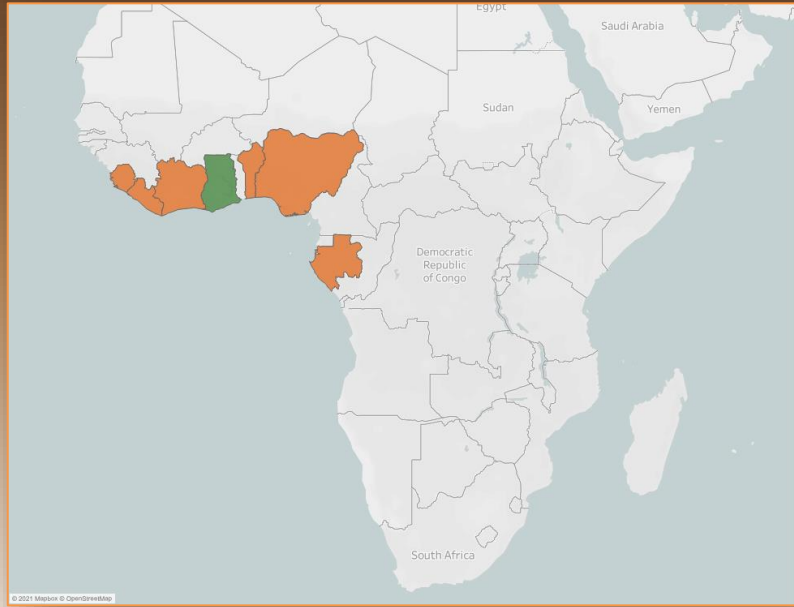 Egypt
Saudi Arabia
Sudan
Yemen
Democratic
Republic
of Congo
South Africa
© 2021 Mapbox © OpenStreetMap